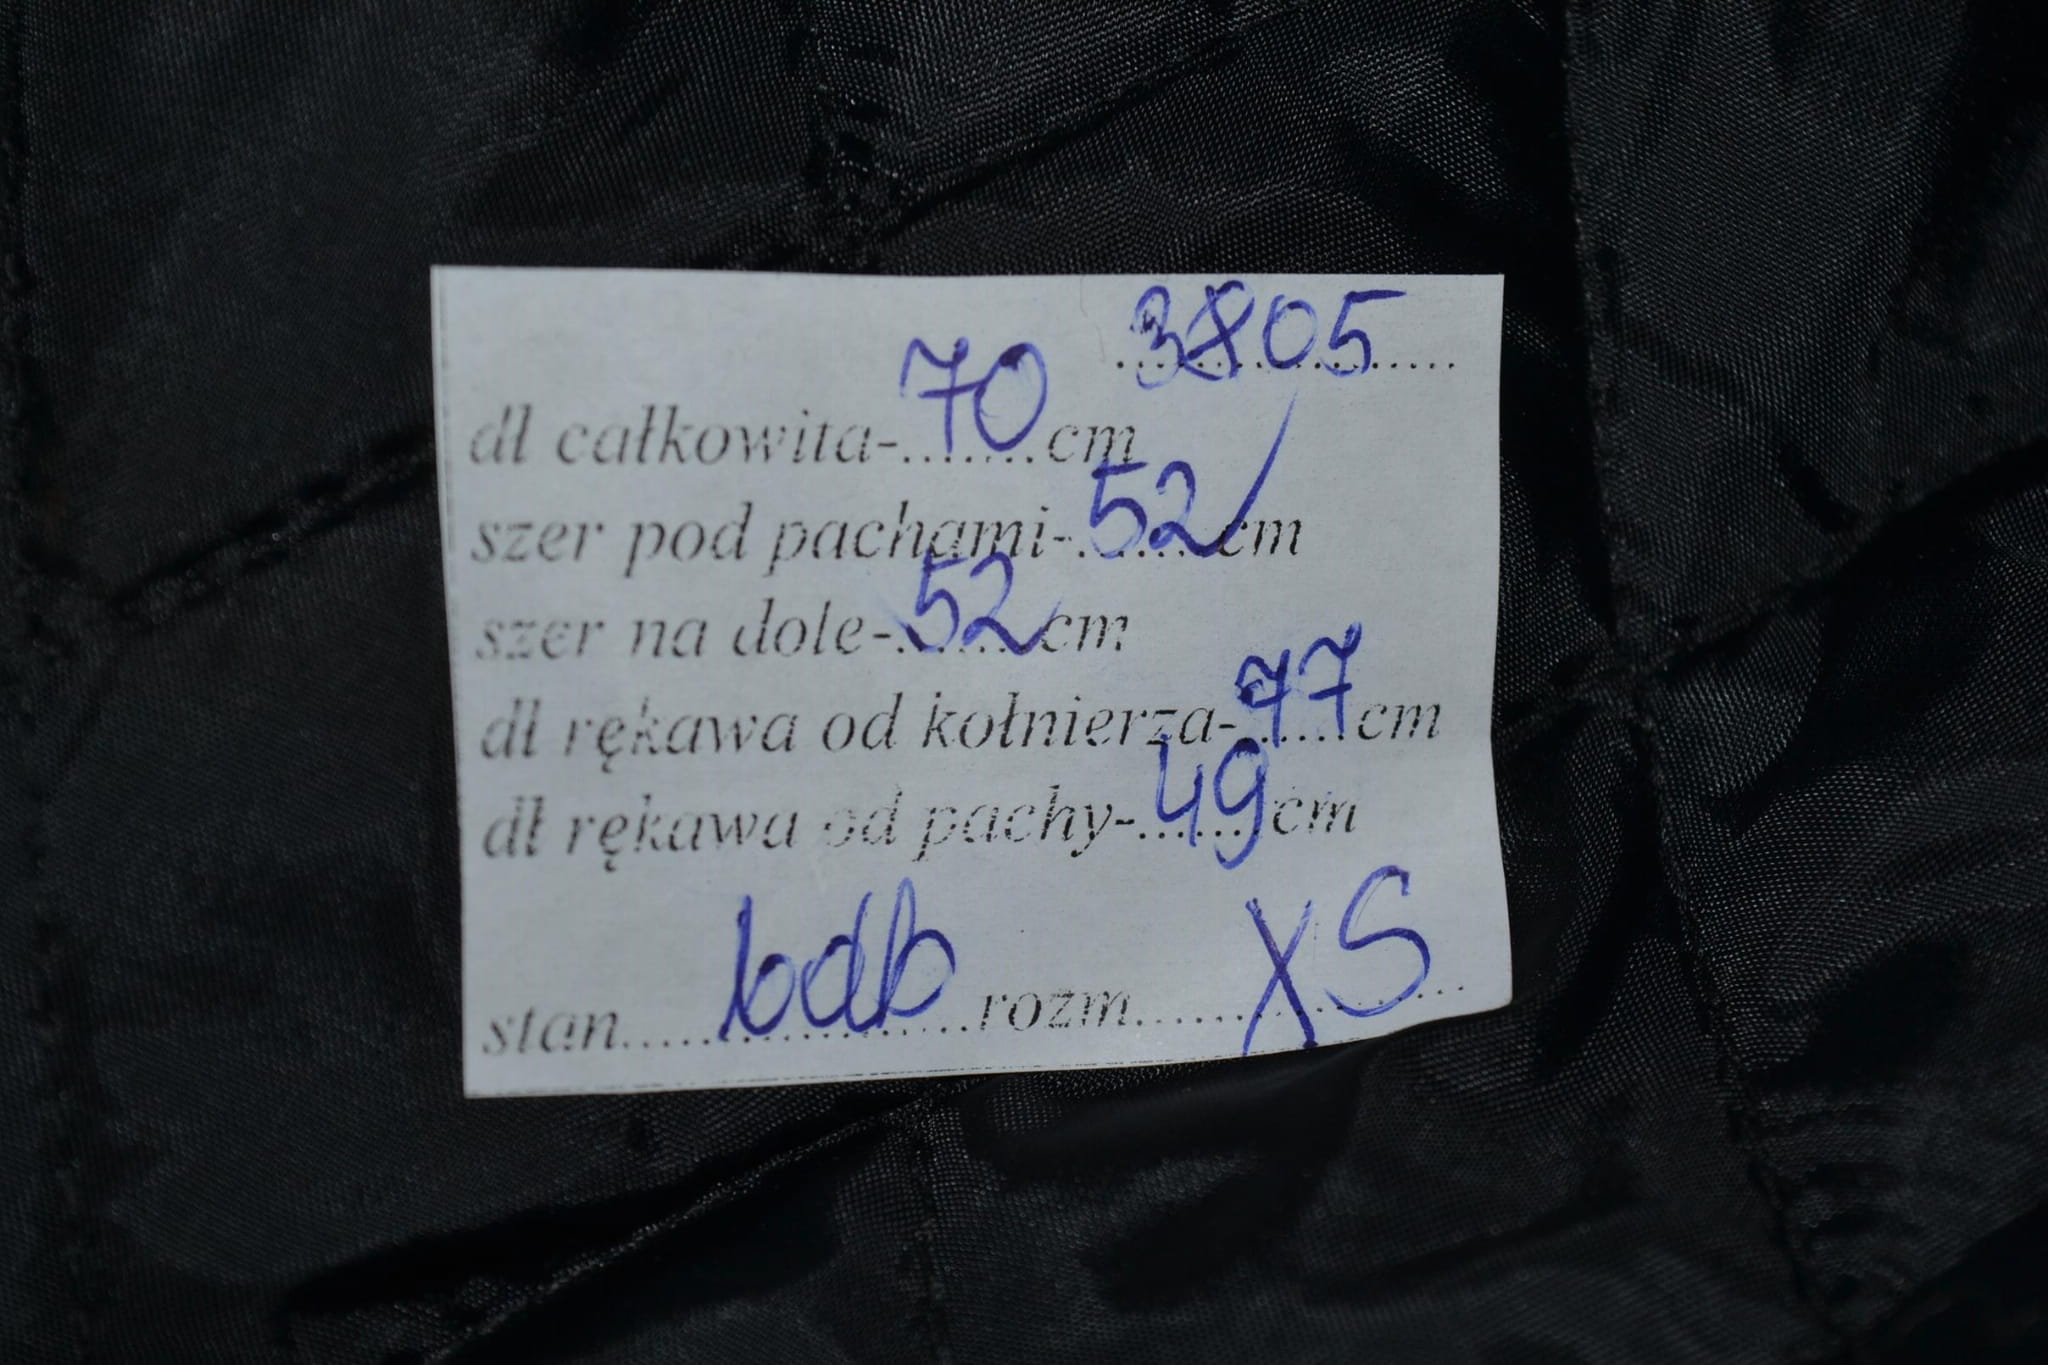 3805
dł całkowita-70cm
szer pod pachami-52cm
szer na dole-52cm
dł rękawa od kołnierza-77cm
dł rękawa od pachy-49cm
stan.....bdb.....rozm.....XS